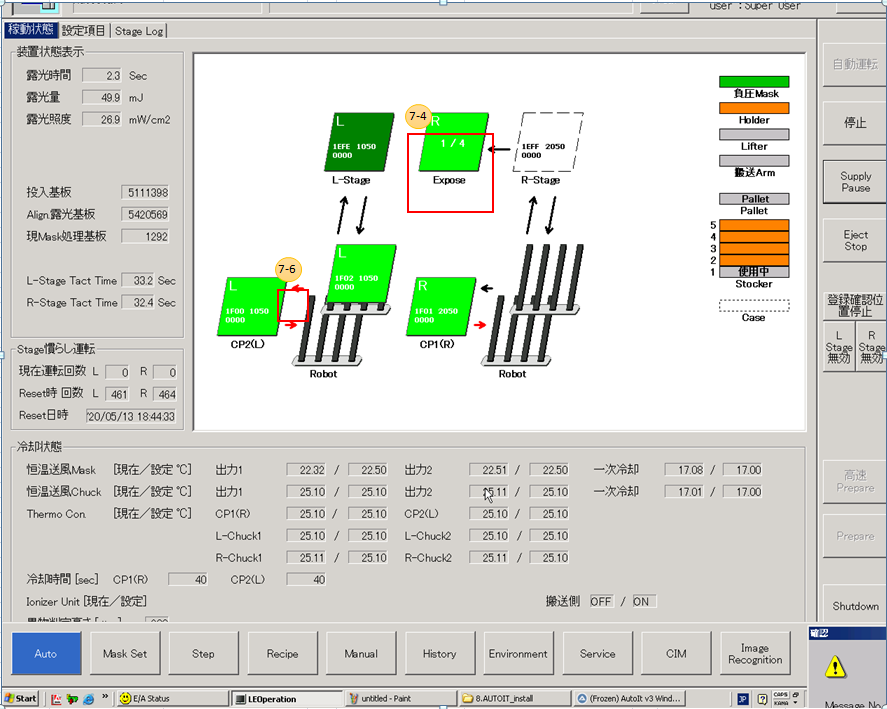 user : Super User
稼動状態 設定項目 Stage Log
装置状態表示
露光時間 2.3 Sec
露光量 49.9 mJ
露光照度 26.9 mW/cm2
投入基板 5111398
Align.露光基板 5420569
現Mask処理基板 1292
L-Stage Tact Time 33.2 Sec
R-Stage Tact Time 32.4 Sec
Stage慣らし運転
現在運転回数 L 0 R 0
Reset時 回数 L 461 R 464
Reset日時 '20/05/13 18:44:33
L
1EFE 1050
0000
L-Stage
7-4
R
1 / 4
Expose
1EFE 2050
0000
R-Stage
7-6
L
1F00 1050
0000
CP2(L)
L
1F02 1050
0000
Robot
R
1F01 2050
0000
CP1(R)
Robot
負圧Mask
Holder
Lifter
搬送Arm
Pallet
Pallet
5
4
3
2
1 使用中
Stocker
Case
自動運転
停止
Supply
Pause
Eject
Stop
登録確認位
置停止
L
Stage
無効
R
Stage
無効
高速
Prepare
Prepare
Shutdown
冷却状態
恒温送風Mask [現在／設定 ℃] 出力1 22.32 / 22.50 出力2 22.51 / 22.50 一次冷却 17.08 / 17.00
恒温送風Chuck [現在／設定 ℃] 出力1 25.10 / 25.10 出力2 25.11 / 25.10 一次冷却 17.01 / 17.00
Thermo Con. [現在／設定 ℃] CP1(R) 25.10 / 25.10 CP2(L) 25.10 / 25.10
L-Chuck1 25.10 / 25.10 L-Chuck2 25.10 / 25.10
R-Chuck1 25.11 / 25.10 R-Chuck2 25.11 / 25.10
冷却時間 [sec] CP1(R) 40 CP2(L) 40
Ionizer Unit [現在／設定] 搬送側 OFF / ON
Auto
Mask Set
Step
Recipe
Manual
History
Environment
Service
CIM
Image
Recognition
確認
Message No
Start » E/A Status LEOperation untitled - Paint 8.AUTOIT_install (Frozen) AutoIt v3 Wind... JP CAPS
KANA